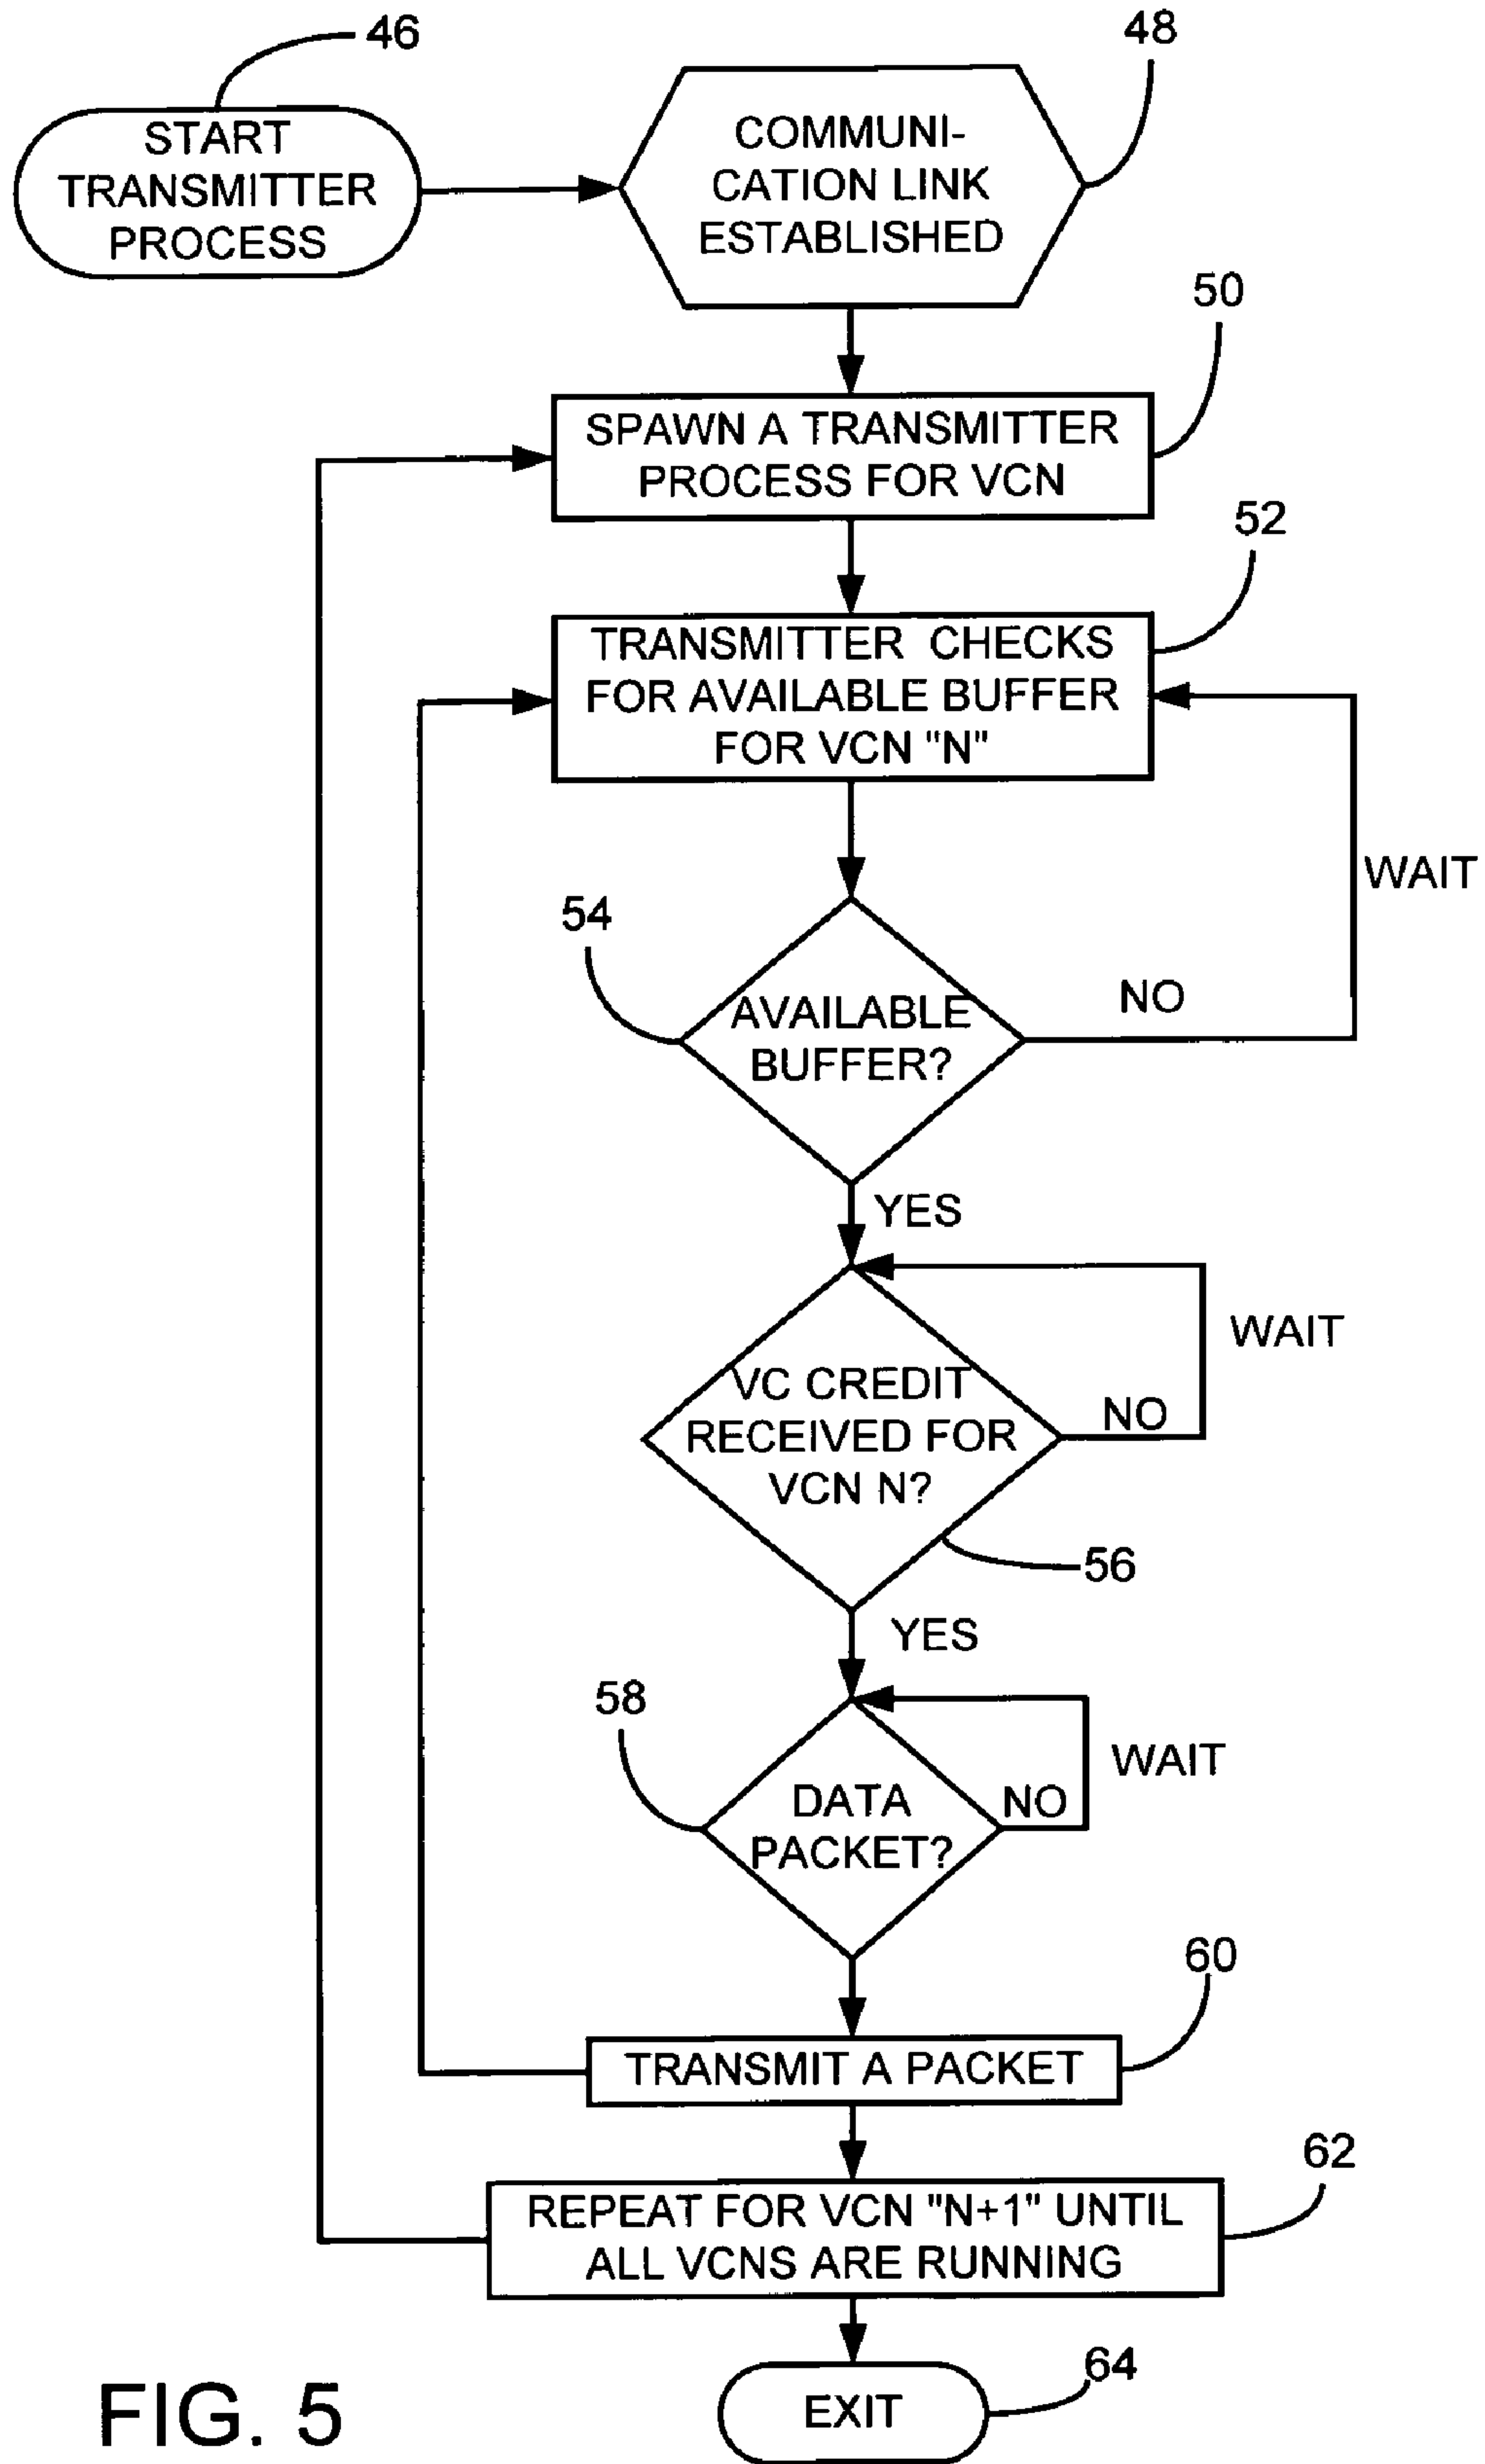 46
48
START
TRANSMITTER
PROCESS
COMMUNI-
CATION LINK
ESTABLISHED
50
SPAWN A TRANSMITTER
PROCESS FOR VCN
52
TRANSMITTER CHECKS
FOR AVAILABLE BUFFER
FOR VCN "N"
WAIT
54
AVAILABLE
BUFFER?
NO
YES
WAIT
VC CREDIT
RECEIVED FOR
VCN N?
NO
56
YES
58
WAIT
DATA
PACKET?
NO
60
TRANSMIT A PACKET
62
REPEAT FOR VCN "N+1" UNTIL
ALL VCNS ARE RUNNING
64
EXIT
FIG. 5